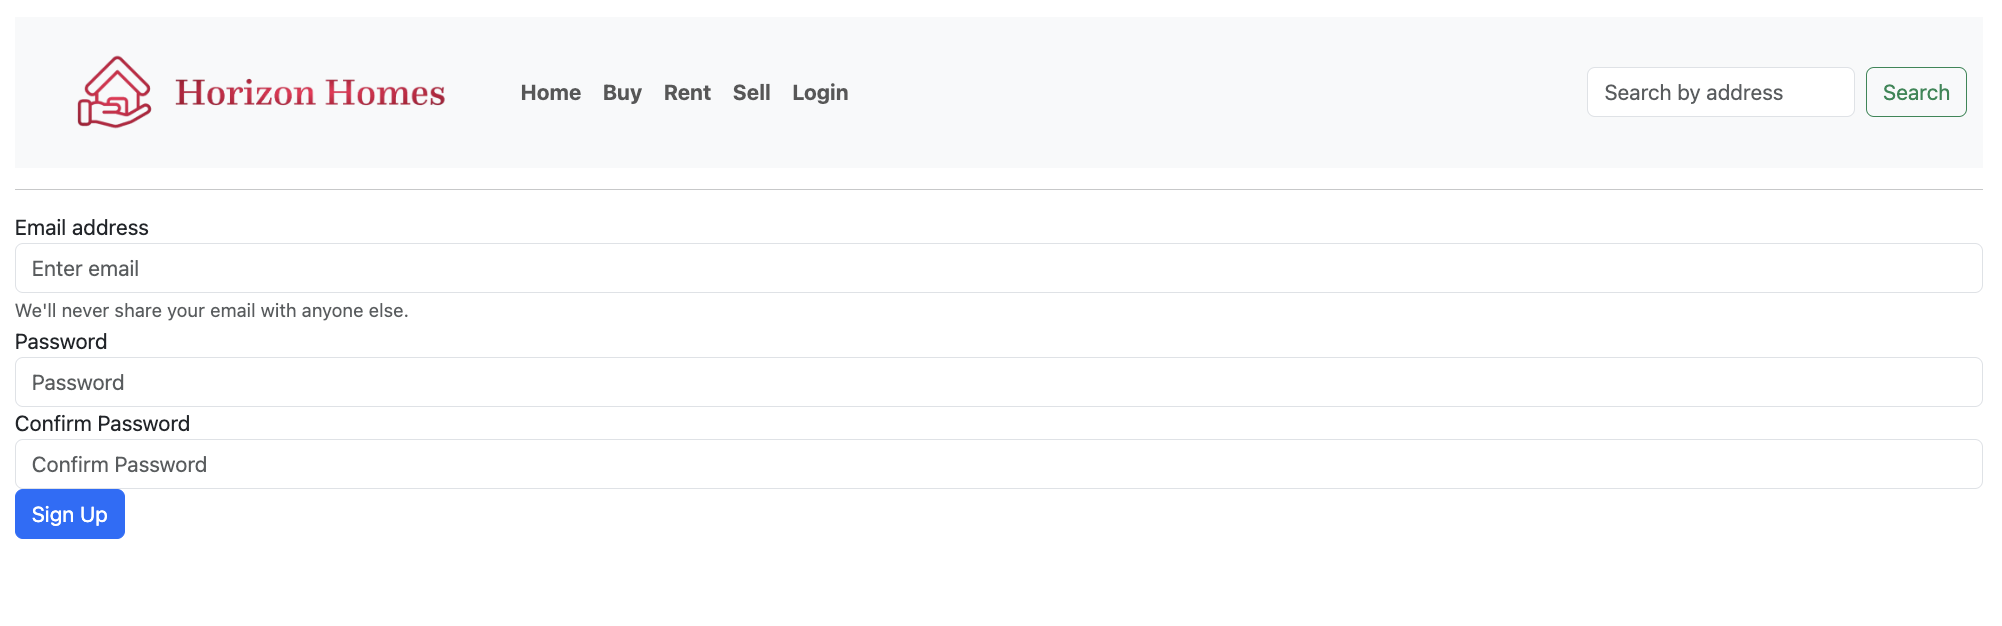 Horizon Homes Home Buy Rent Sell Login Search by address Search
Email address
Enter email
We'll never share your email with anyone else.
Password
Password
Confirm Password
Confirm Password
Sign Up